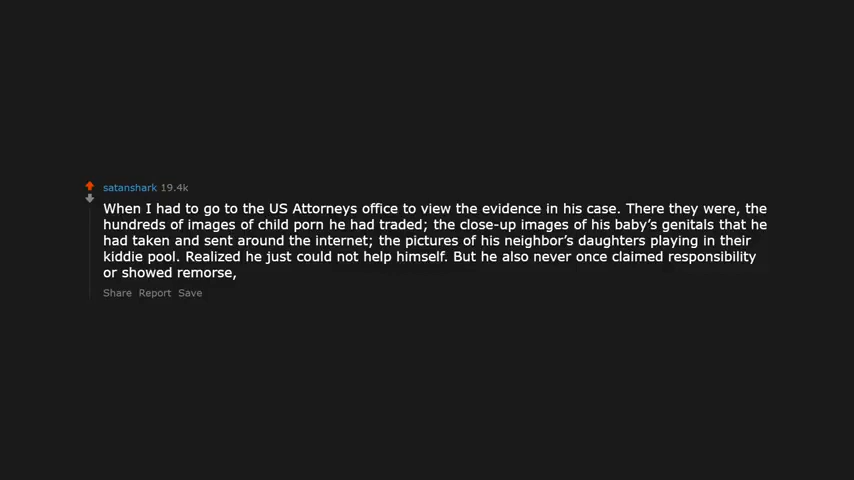 satanshark 19.4k
When I had to go to the US Attorneys office to view the evidence in his case. There they were, the
hundreds of images of child porn he had traded; the close-up images of his baby's genitals that he
had taken and sent around the internet; the pictures of his neighbor's daughters playing in their
kiddie pool. Realized he just could not help himself. But he also never once claimed responsibility
or showed remorse,
Share Report Save